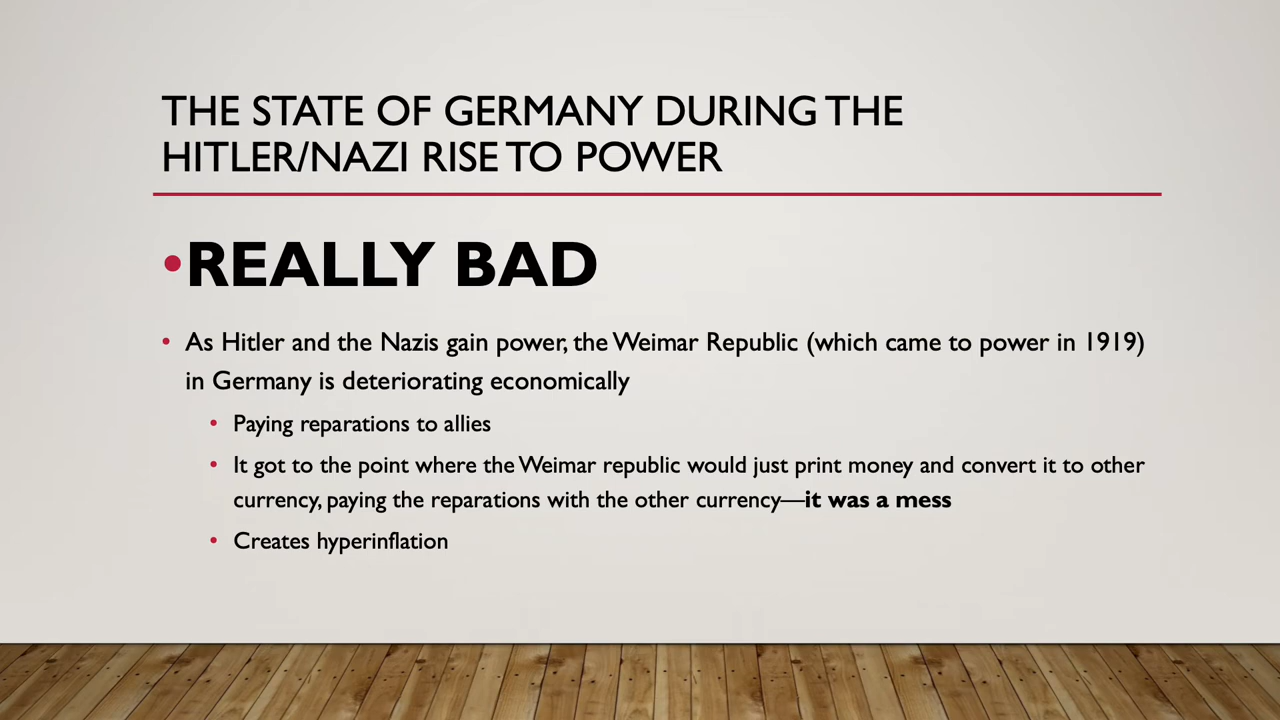 THE STATE OF GERMANY DURING THE
HITLER/NAZI RISE TO POWER
•REALLY BAD
• As Hitler and the Nazis gain power, the Weimar Republic (which came to power in 1919)
in Germany is deteriorating economically
• Paying reparations to allies
• It got to the point where the Weimar republic would just print money and convert it to other
currency, paying the reparations with the other currency—it was a mess
• Creates hyperinflation